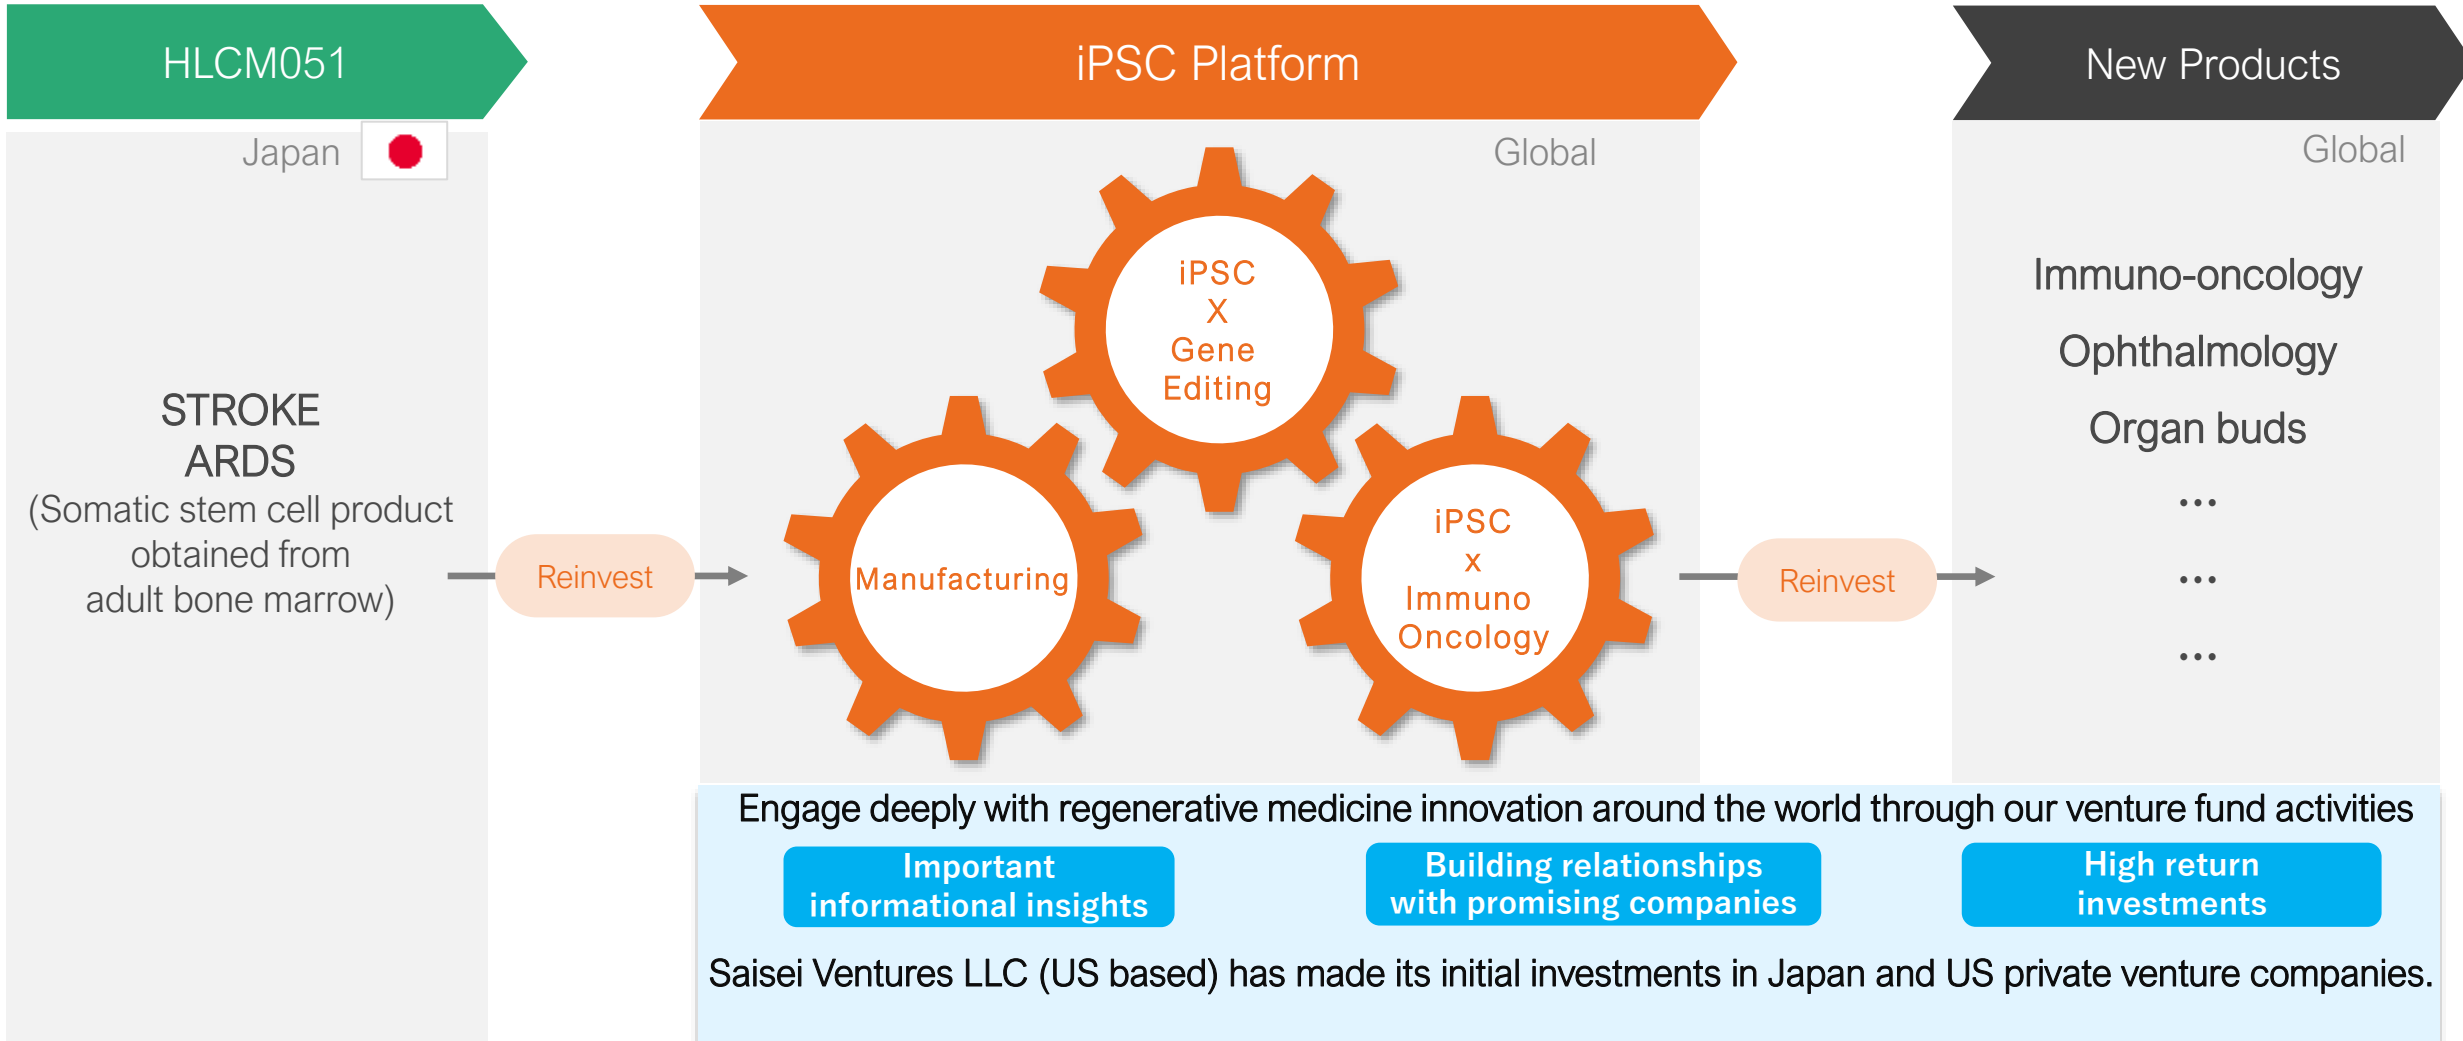 HLCM051
Japan
STROKE
ARDS
(Somatic stem cell product
obtained from
adult bone marrow)
Reinvest
iPSC Platform
Global
iPSC
X
Gene
Editing
Manufacturing
iPSC
x
Immuno
Oncology
Reinvest
New Products
Global
Immuno-oncology
Ophthalmology
Organ buds
...
...
...
Engage deeply with regenerative medicine innovation around the world through our venture fund activities
Important
informational insights
Building relationships
with promising companies
High return
investments
Saisei Ventures LLC (US based) has made its initial investments in Japan and US private venture companies.